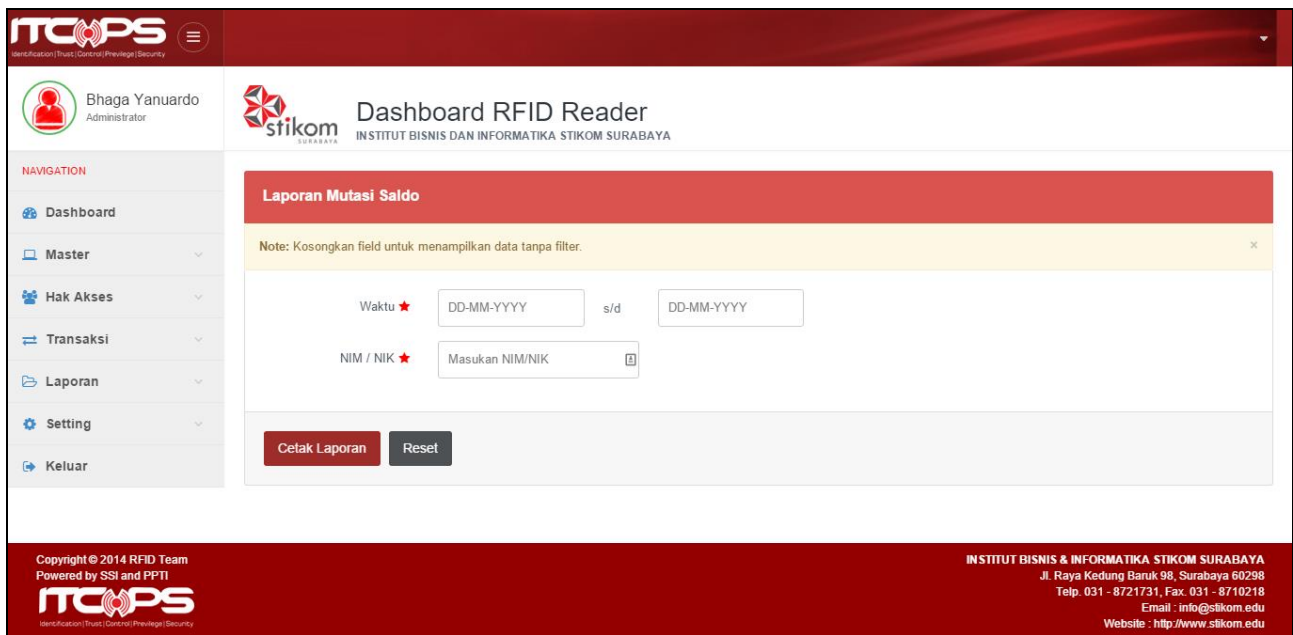 ITCOPS
Identification | Trust | Control | Previlege | Security
Bhaga Yanuardo
Administrator
stikom
SURABAYA
Dashboard RFID Reader
INSTITUT BISNIS DAN INFORMATIKA STIKOM SURABAYA
NAVIGATION
Dashboard
Master
Hak Akses
Transaksi
Laporan
Setting
Keluar
Laporan Mutasi Saldo
Note: Kosongkan field untuk menampilkan data tanpa filter.
Waktu DD-MM-YYYY s/d DD-MM-YYYY
NIM / NIK Masukan NIM/NIK
Cetak Laporan Reset
Copyright © 2014 RFID Team
Powered by SSI and PPTI
ITCOPS
Identification | Trust | Control | Previlege | Security
INSTITUT BISNIS & INFORMATIKA STIKOM SURABAYA
Jl. Raya Kedung Baruk 98, Surabaya 60298
Telp. 031 - 8721731, Fax. 031 - 8710218
Email : info@stikom.edu
Website : http://www.stikom.edu